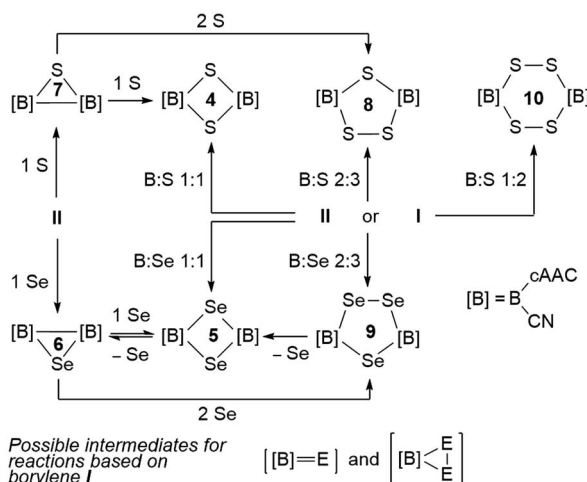 2 S
S
7
[B] [B]
1 S
S
4
[B] [B]
S
S
8
[B] [B]
S–S
S–S
10
[B] [B]
S–S
1 S
B:S 1:1
B:S 2:3
B:S 1:2
II
II or I
1 Se
B:Se 1:1
B:Se 2:3
[B] [B]
6
Se
1 Se
– Se
Se
5
[B] [B]
Se
– Se
Se–Se
9
[B] [B]
Se
[B] = B
cAAC
CN
2 Se
Possible intermediates for
reactions based on
borylene I
[[B]=E] and [[B] E E]